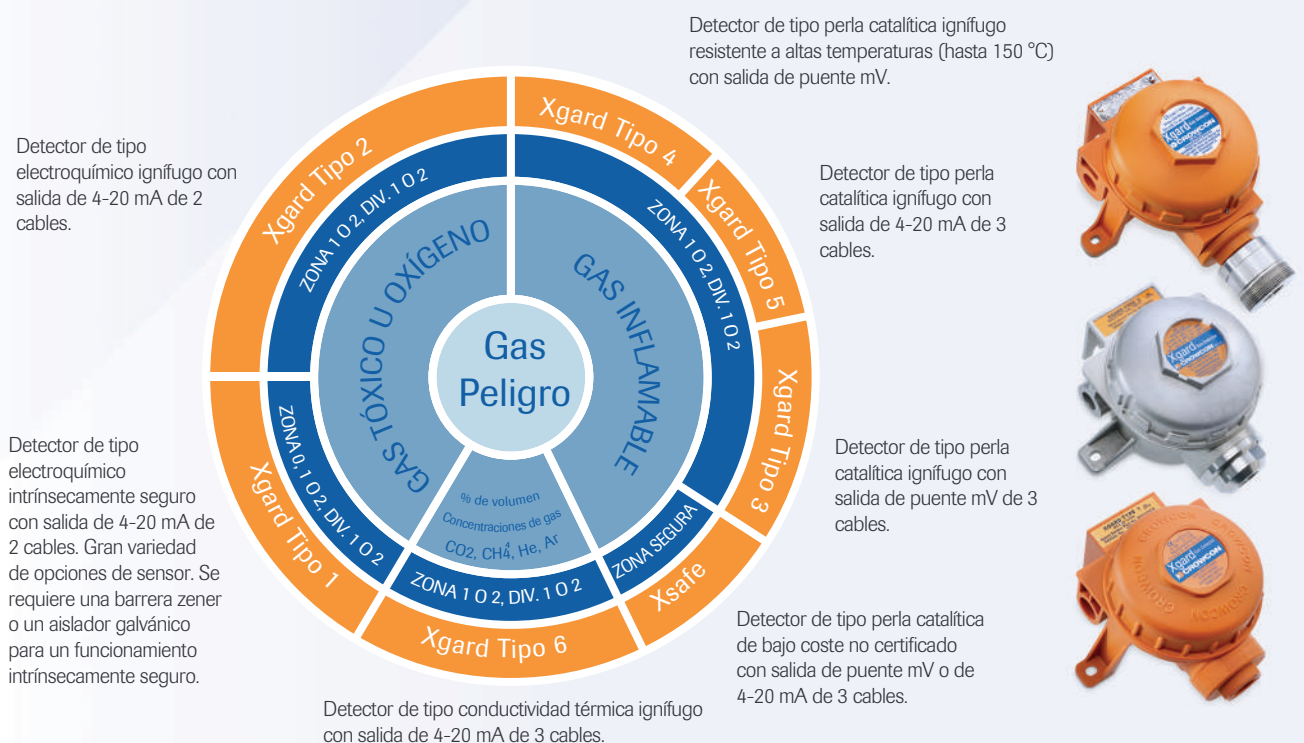 Detector de tipo perla catalítica ignífugo
resistente a altas temperaturas (hasta 150 °C)
con salida de puente mV.
Detector de tipo
electroquímico ignífugo con
salida de 4-20 mA de 2
cables.
Detector de tipo perla
catalítica ignífugo con
salida de 4-20 mA de 3
cables.
Xgard Tipo 2
Xgard Tipo 4
Xgard Tipo 5
ZONA 1 O 2, DIV. 1 O 2
ZONA 1 O 2, DIV. 1 O 2
GAS TÓXICO U OXÍGENO
GAS INFLAMABLE
Gas
Peligro
Xgard Tipo 3
Detector de tipo
electroquímico
intrínsecamente seguro
con salida de 4-20 mA de
2 cables. Gran variedad
de opciones de sensor. Se
requiere una barrera zener
o un aislador galvánico
para un funcionamiento
intrínsecamente seguro.
Detector de tipo perla
catalítica ignífugo con
salida de puente mV de 3
cables.
ZONA 0, 1 O 2, DIV. 1 O 2
Xgard Tipo 1
% de volumen
Concentraciones de gas
CO2, CH4, He, Ar
4
ZONA 1 O 2, DIV. 1 O 2
ZONA SEGURA
Xsafe
Xgard Tipo 6
Detector de tipo perla catalítica
de bajo coste no certificado
con salida de puente mV o de
4-20 mA de 3 cables.
Detector de tipo conductividad térmica ignífugo
con salida de 4-20 mA de 3 cables.
Xgard
CROWCON
Xgard
CROWCON
CROWCON CROWCON
Xgard
CROWCON